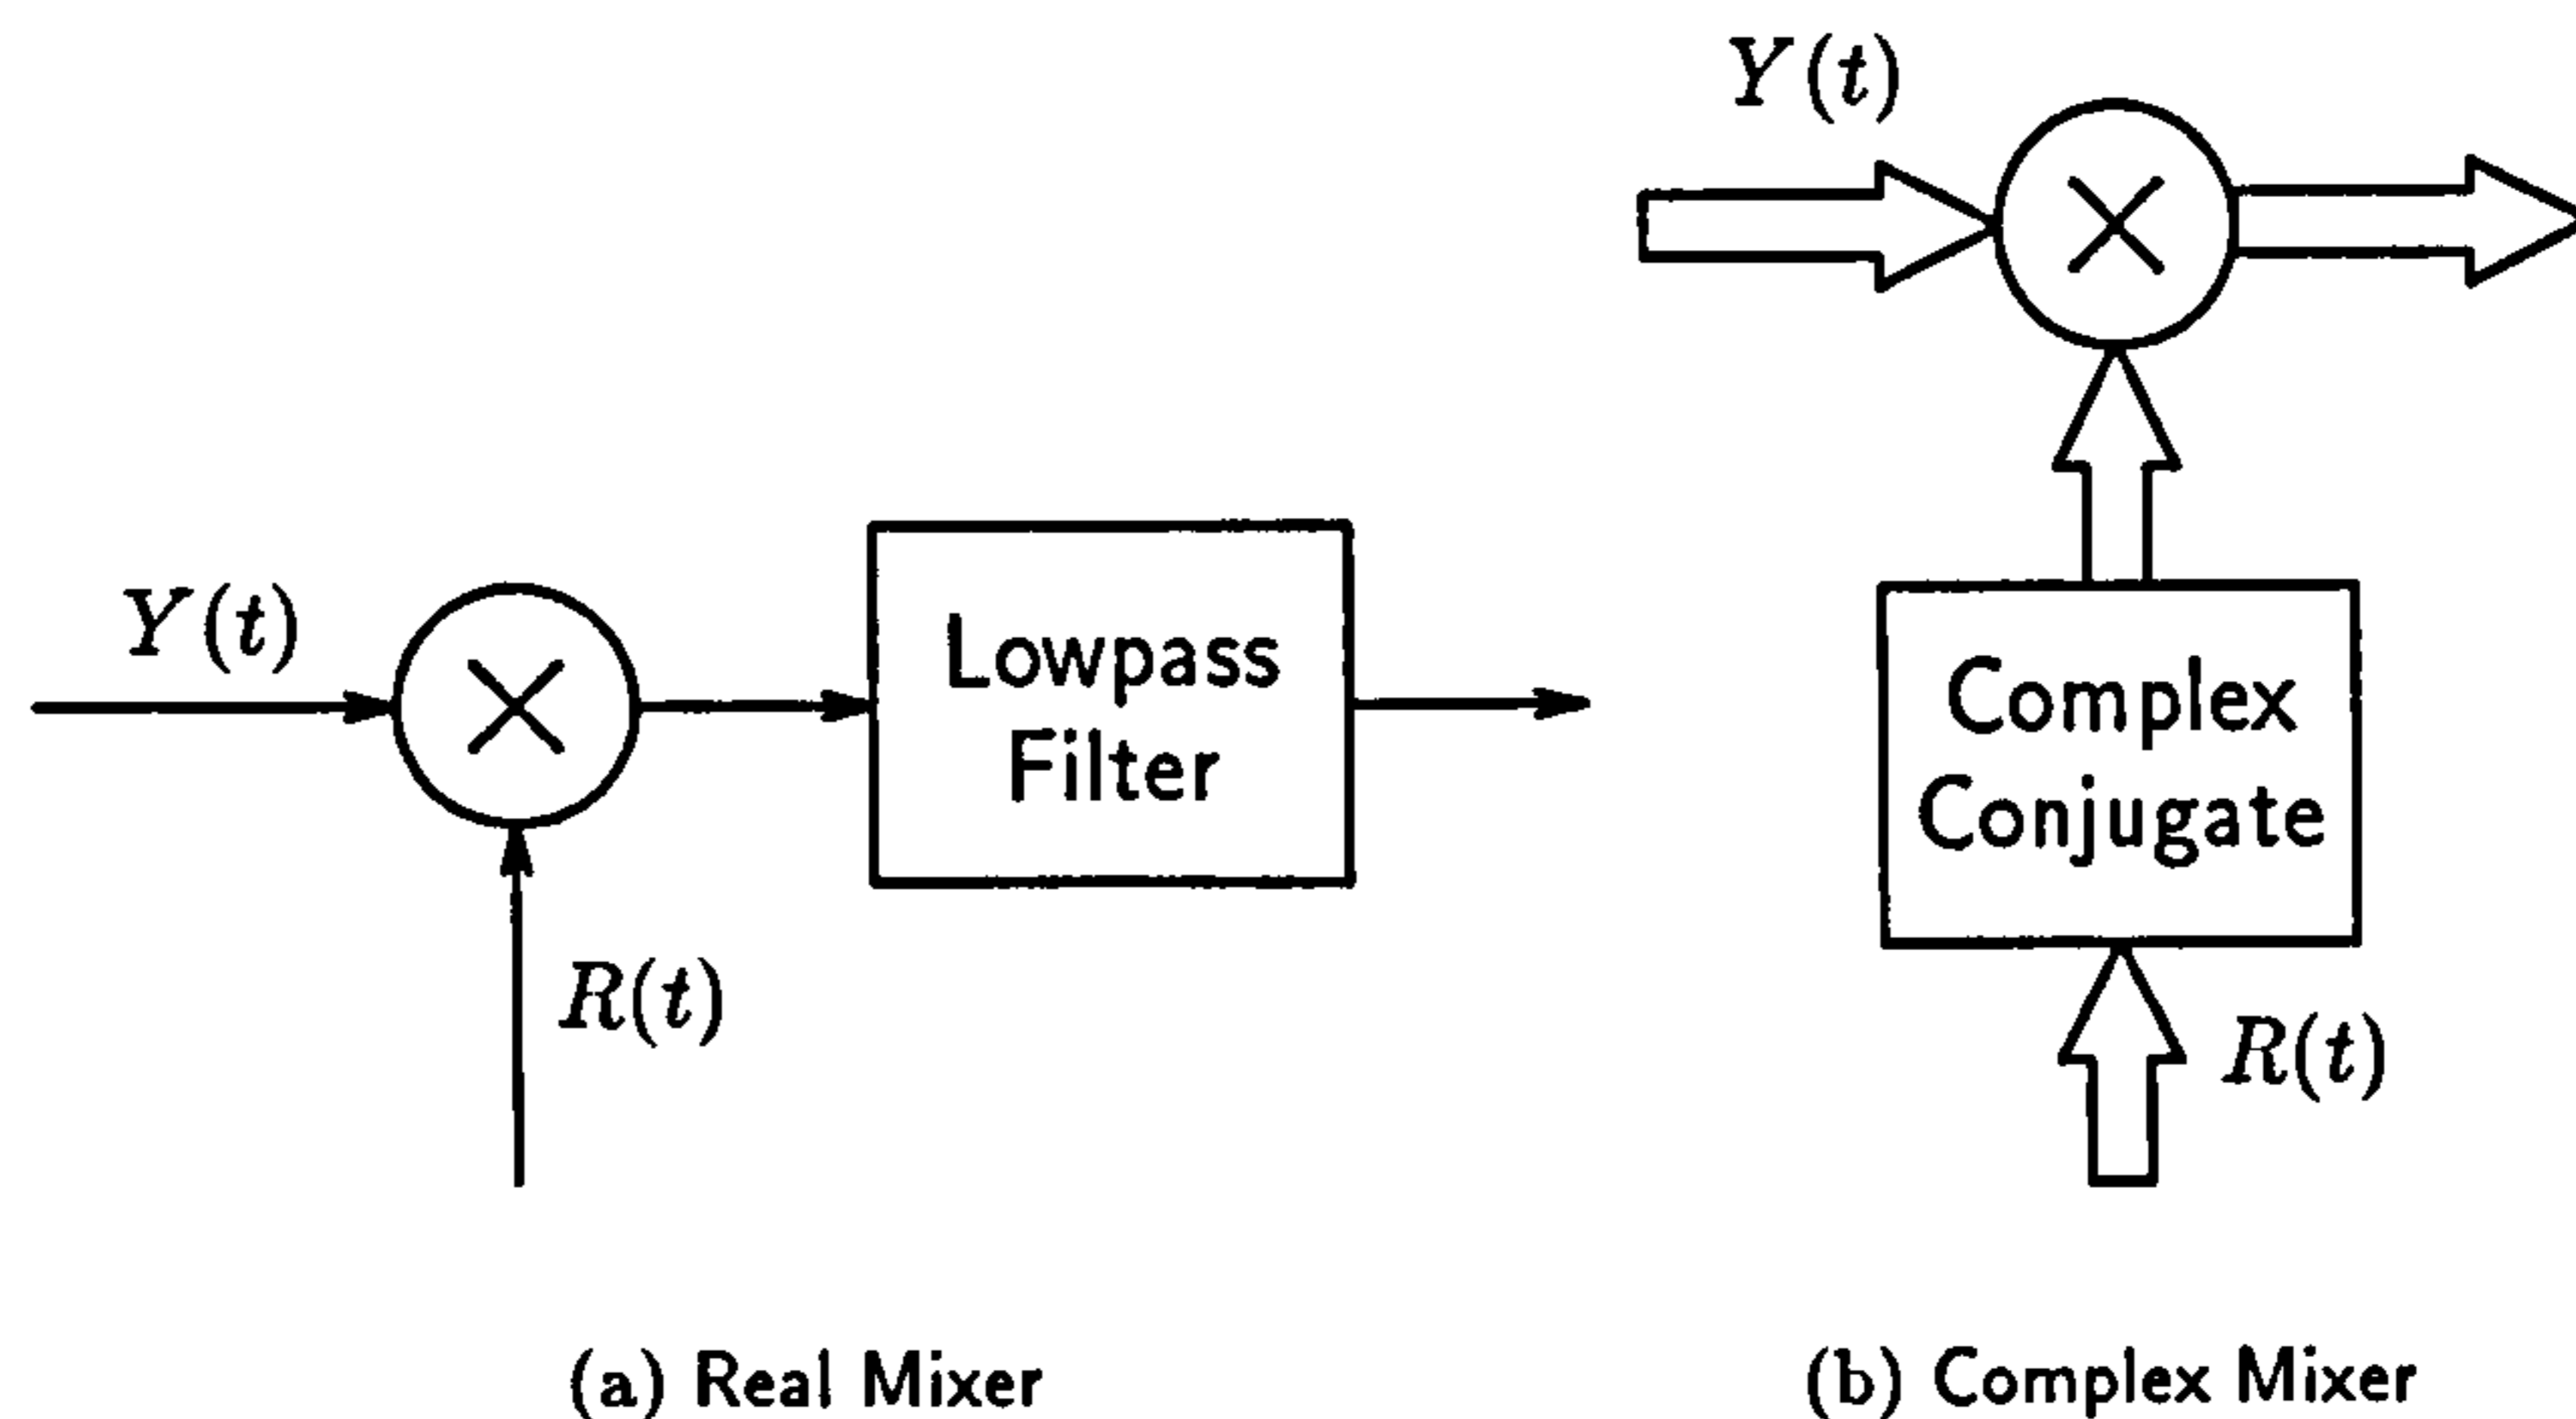 Y(t)
R(t)
Lowpass
Filter
(a) Real Mixer
Y(t)
Complex
Conjugate
R(t)
(b) Complex Mixer